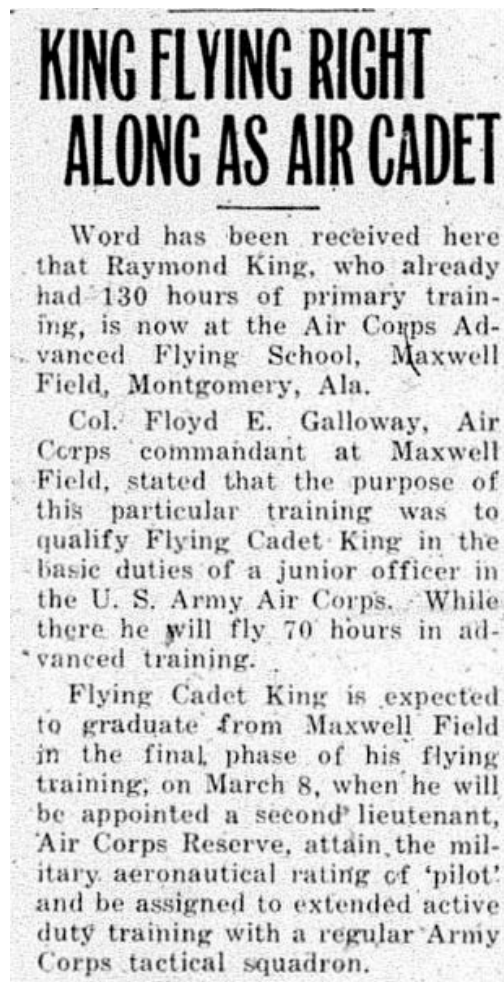 KING FLYING RIGHT
ALONG AS AIR CADET
Word has been received here
that Raymond King, who already
had 130 hours of primary train-
ing, is now at the Air Corps Ad-
vanced Flying School, Maxwell
Field, Montgomery, Ala.
Col. Floyd E. Galloway, Air
Corps commandant at Maxwell
Field, stated that the purpose of
this particular training was to
qualify Flying Cadet King in the
basic duties of a junior officer in
the U. S. Army Air Corps. While
there he will fly 70 hours in ad-
vanced training.
Flying Cadet King is expected
to graduate from Maxwell Field
in the final phase of his flying
training, on March 8, when he will
be appointed a second lieutenant,
Air Corps Reserve, attain the mil-
itary aeronautical rating of 'pilot'
and be assigned to extended active
duty training with a regular Army
Corps tactical squadron.